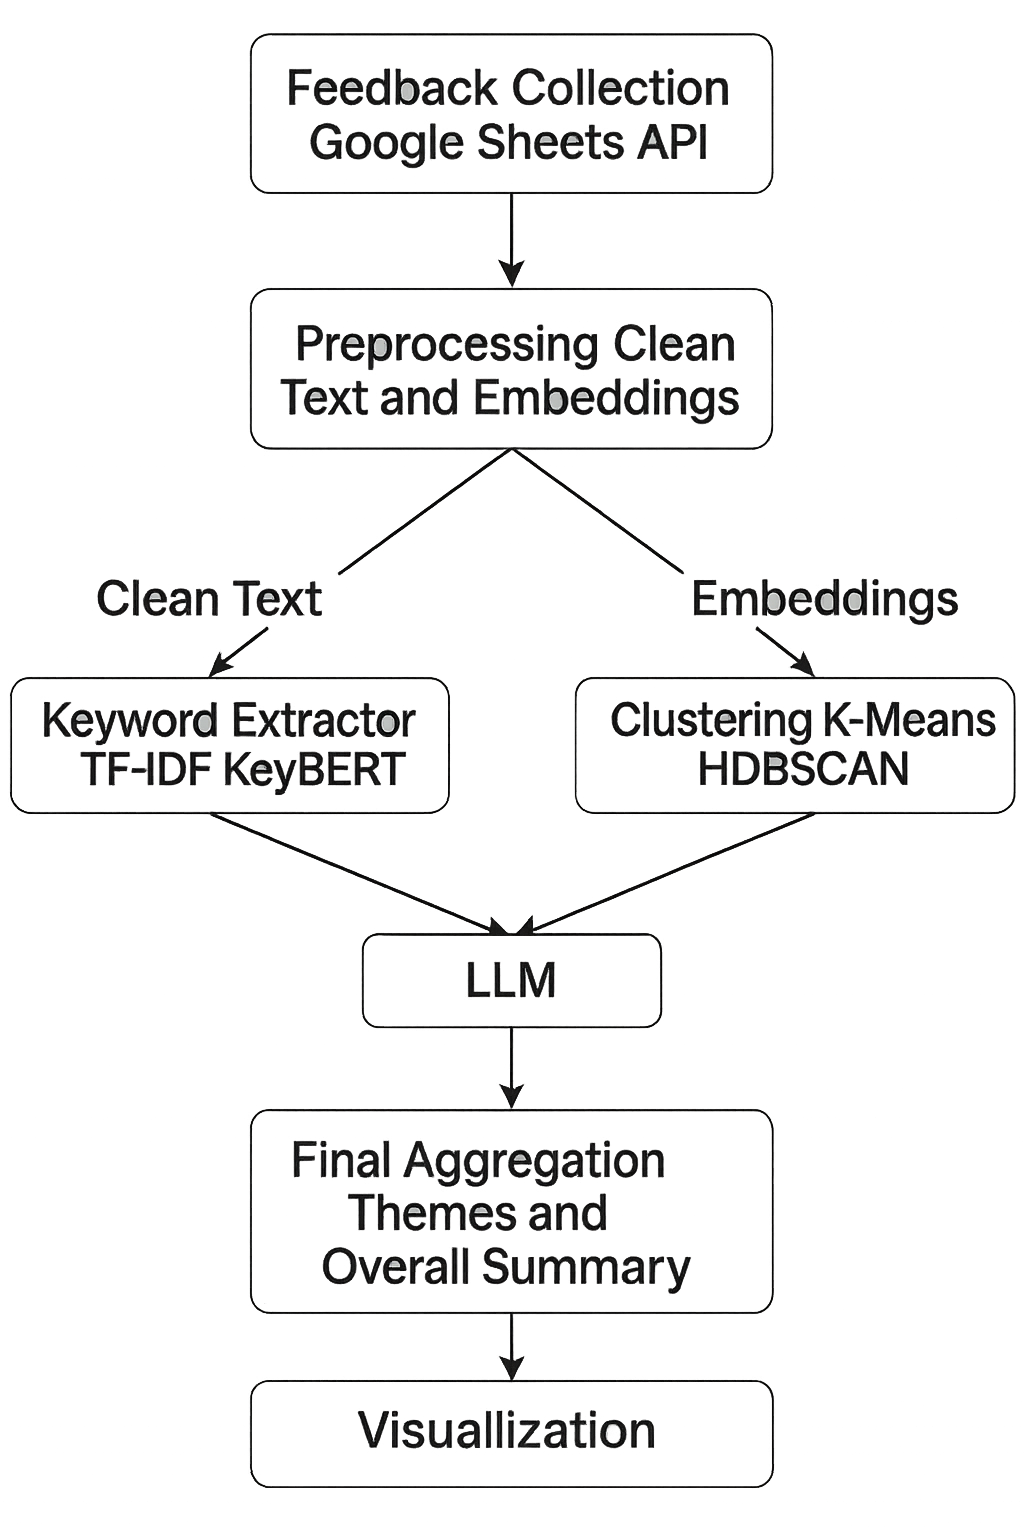 Feedback Collection
Google Sheets API
Preprocessing Clean
Text and Embeddings
Clean Text
Embeddings
Keyword Extractor
TF-IDF KeyBERT
Clustering K-Means
HDBSCAN
LLM
Final Aggregation
Themes and
Overall Summary
Visuallization